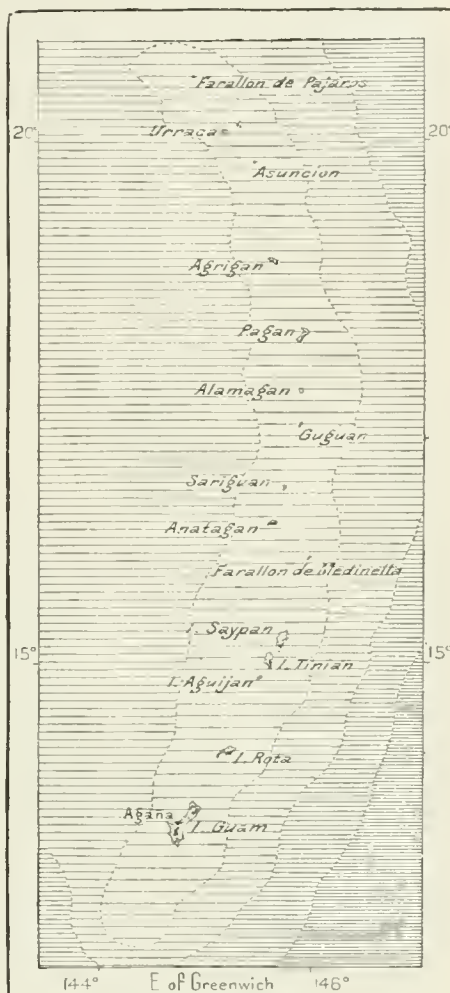 Farallon de Pajaros
20° 20°
Urraca
Asuncion
Agrigan
Pagan
Alamagan
Guguan
Sariguan
Anatagan
Farallon de Medinella
I. Saypan
15° 15°
I. Tinian
I. Aguijan
I. Rota
Agaña
I. Guam
144° E of Greenwich 146°